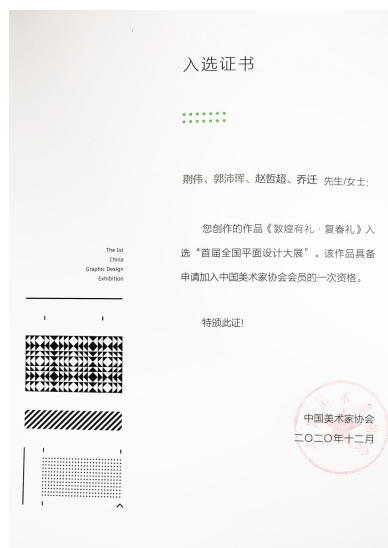 入选证书
荆伟、郭沛珲、赵哲超、乔迁 先生/女士:
您创作的作品《敦煌有礼·复春礼》入
选“首届全国平面设计大展”。该作品具备
申请加入中国美术家协会会员的一次资格。
特颁此证!
The 1st
China
Graphic Design
Exhibition
中国美术家协会
二〇二〇年十二月